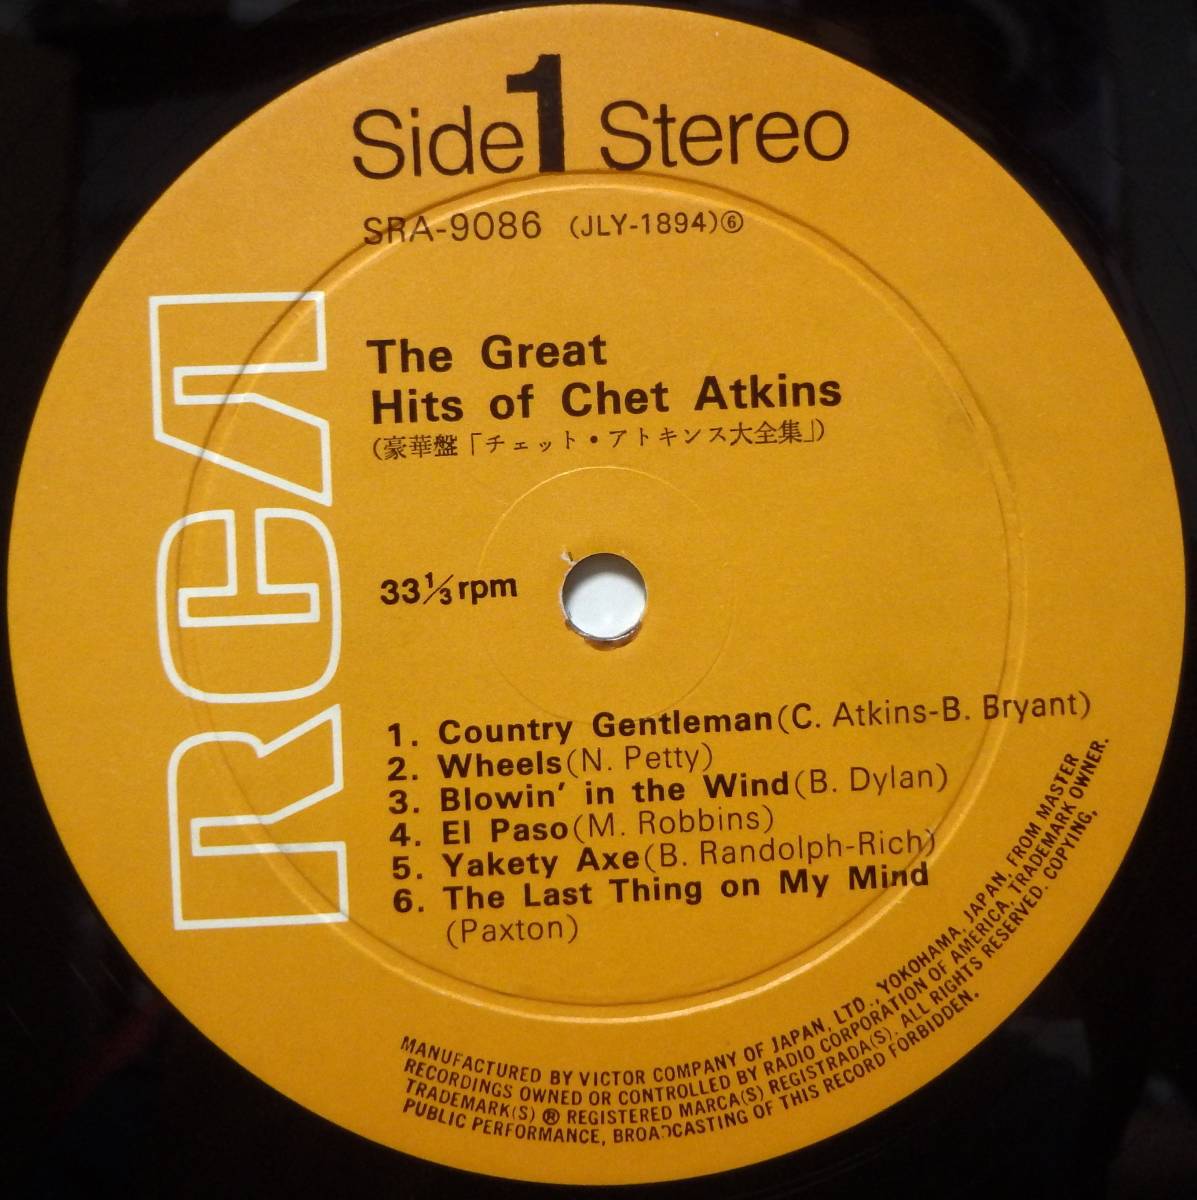 Side 1 Stereo
SRA-9086 (JLY-1894)⑥
RCA
The Great
Hits of Chet Atkins
(豪華盤「チェット・アトキンス大全集」)
33⅓ rpm
1. Country Gentleman (C. Atkins-B. Bryant)
2. Wheels (N. Petty)
3. Blowin' in the Wind (B. Dylan)
4. El Paso (M. Robbins)
5. Yakety Axe (B. Randolph-Rich)
6. The Last Thing on My Mind
(Paxton)
MANUFACTURED BY VICTOR COMPANY OF JAPAN, LTD., YOKOHAMA, JAPAN, FROM MASTER
RECORDINGS OWNED OR CONTROLLED BY RADIO CORPORATION OF AMERICA, TRADEMARK OWNER.
TRADEMARK(S) ® REGISTERED MARCA(S) REGISTRADA(S). ALL RIGHTS RESERVED. COPYING,
PUBLIC PERFORMANCE, BROADCASTING OF THIS RECORD FORBIDDEN.